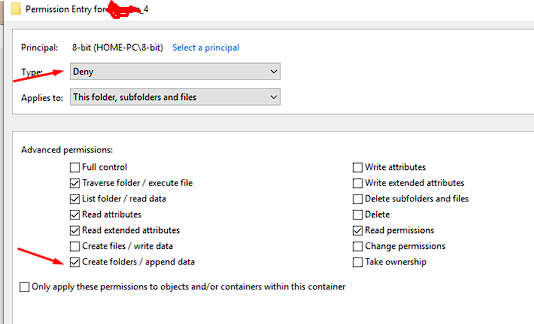 Permission Entry for _4
Principal: 8-bit (HOME-PC\8-bit) Select a principal
Type: Deny
Applies to: This folder, subfolders and files
Advanced permissions:
Full control Write attributes
Traverse folder / execute file Write extended attributes
List folder / read data Delete subfolders and files
Read attributes Delete
Read extended attributes Read permissions
Create files / write data Change permissions
Create folders / append data Take ownership
Only apply these permissions to objects and/or containers within this container